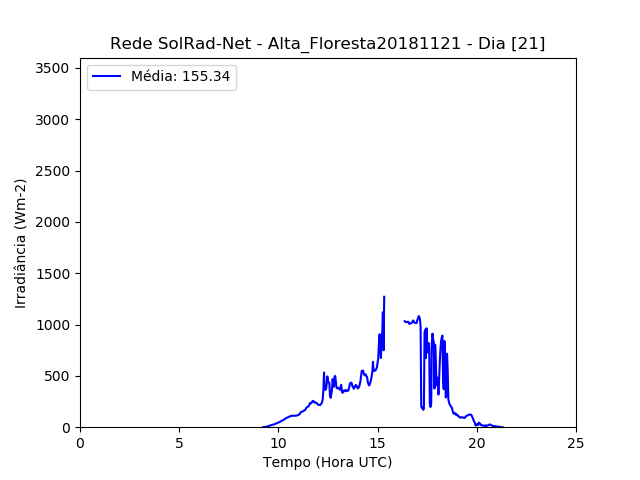 Rede SolRad-Net - Alta_Floresta20181121 - Dia [21]
Média: 155.34
3500
3000
2500
2000
1500
1000
500
0
Irradiância (Wm-2)
0 5 10 15 20 25
Tempo (Hora UTC)